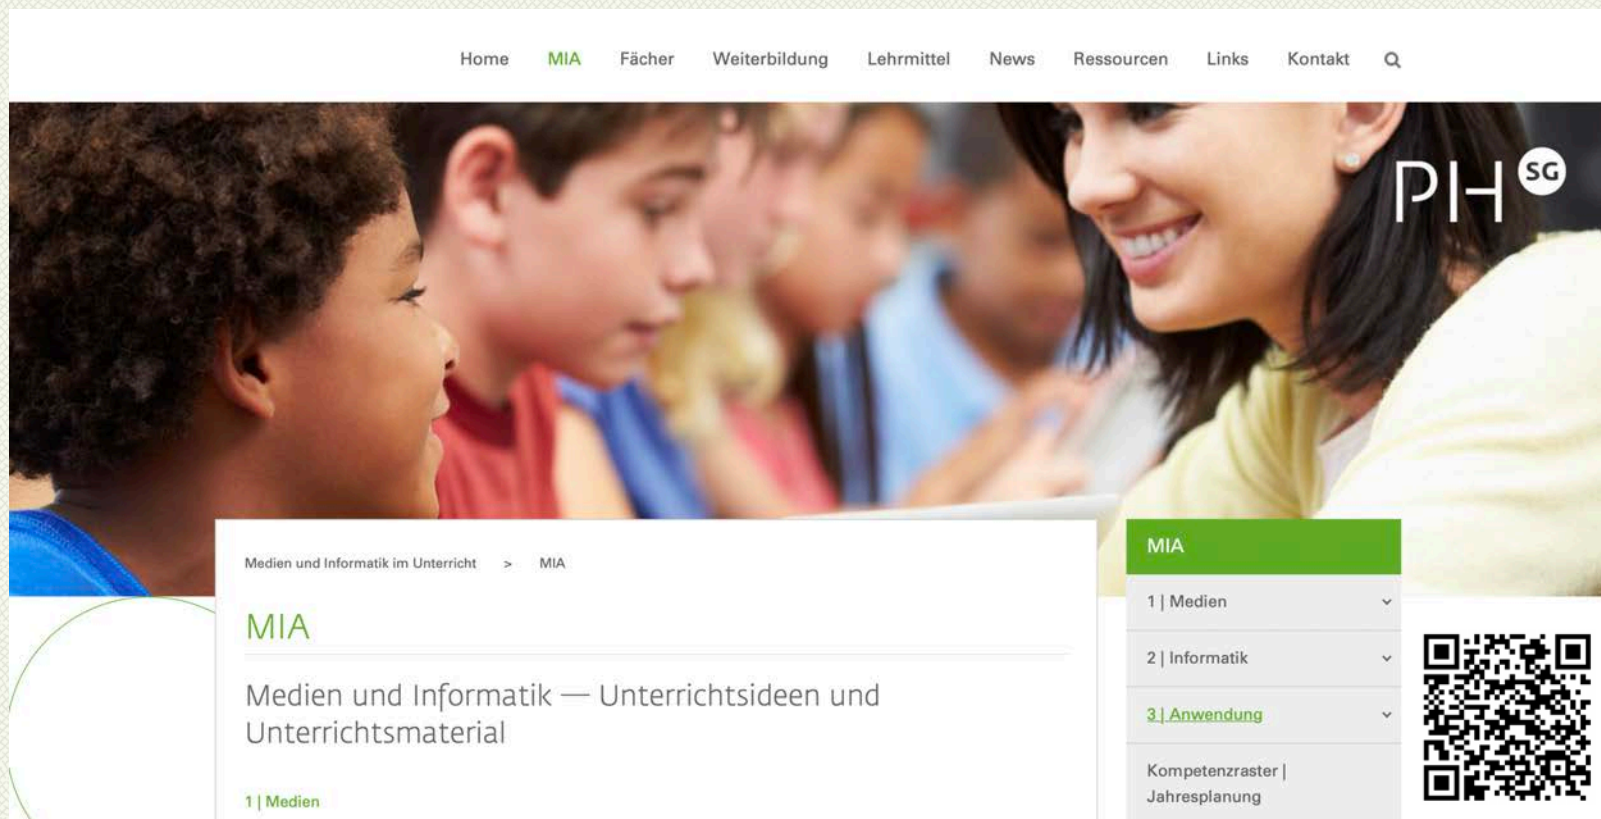 Home MIA Fächer Weiterbildung Lehrmittel News Ressourcen Links Kontakt
PH SG
Medien und Informatik im Unterricht > MIA
MIA
Medien und Informatik — Unterrichtsideen und
Unterrichtsmaterial
1 | Medien
MIA
1 | Medien
2 | Informatik
3 | Anwendung
Kompetenzraster |
Jahresplanung